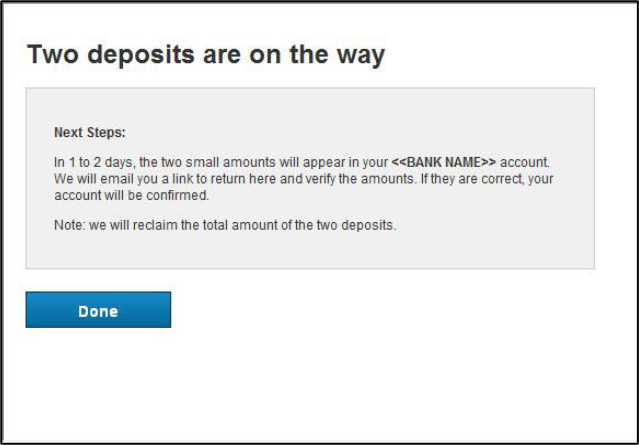 Two deposits are on the way
Next Steps:
In 1 to 2 days, the two small amounts will appear in your <<BANK NAME>> account.
We will email you a link to return here and verify the amounts. If they are correct, your
account will be confirmed.
Note: we will reclaim the total amount of the two deposits.
Done